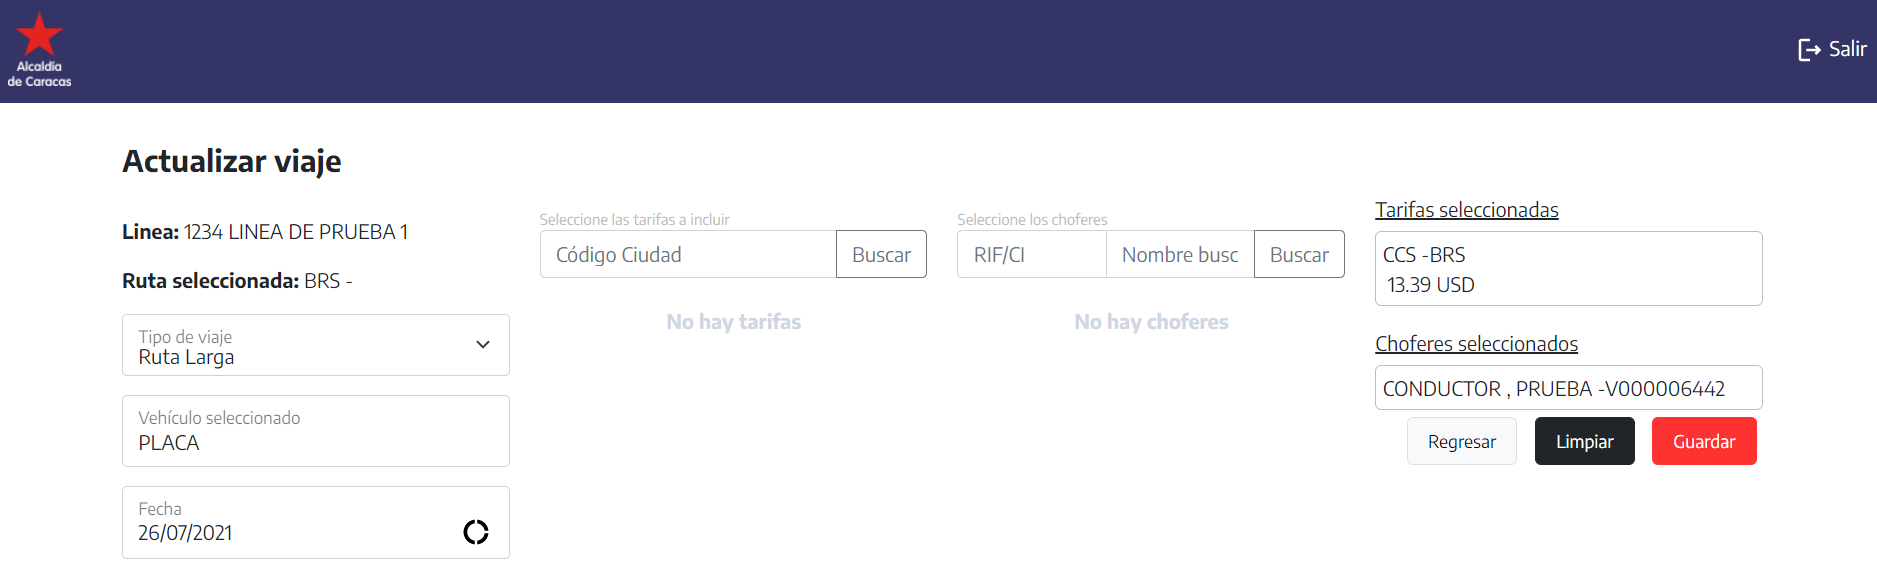 Alcaldía
de Caracas
Salir
Actualizar viaje
Linea: 1234 LINEA DE PRUEBA 1
Ruta seleccionada: BRS -
Tipo de viaje
Ruta Larga
Vehículo seleccionado
PLACA
Fecha
26/07/2021
Seleccione las tarifas a incluir
Código Ciudad
Buscar
No hay tarifas
Seleccione los choferes
RIF/CI
Nombre busc
Buscar
No hay choferes
Tarifas seleccionadas
CCS -BRS
13.39 USD
Choferes seleccionados
CONDUCTOR , PRUEBA -V000006442
Regresar
Limpiar
Guardar